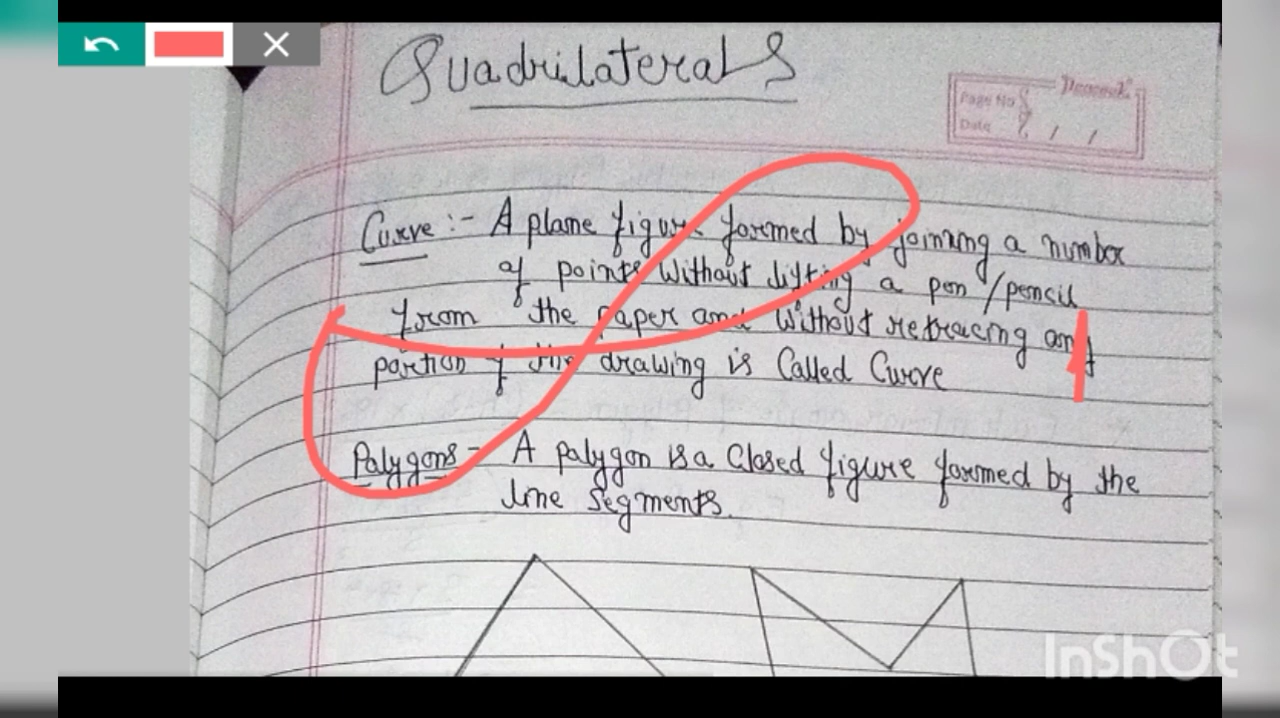 Quadrilaterals
Page No.
Date / /
Curve :- A plane figure formed by joining a number
of points without lifting a pen/pencil
from the paper and without retracing any
portion of the drawing is Called Curve
Polygons - A polygon is a Closed figure formed by the
line segments.
InShOt